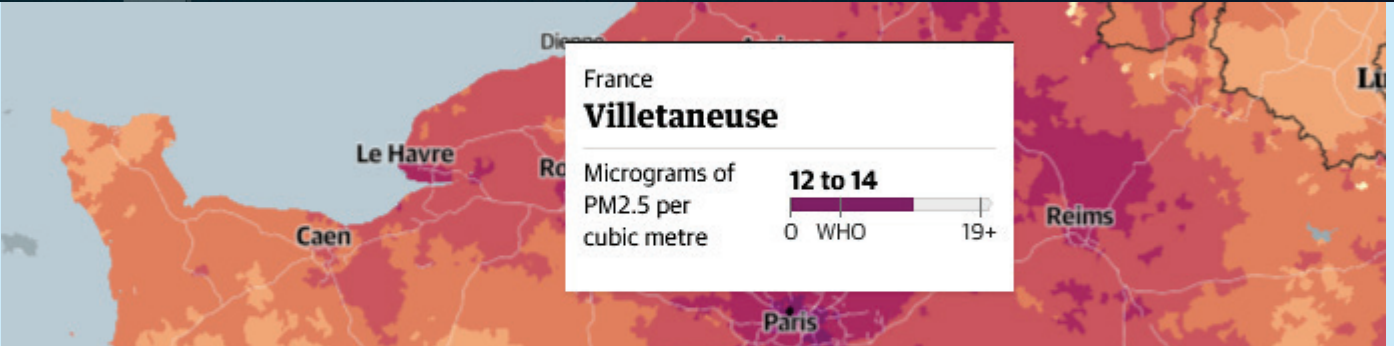 France
Villetaneuse
Micrograms of
PM2.5 per
cubic metre
12 to 14
0 WHO 19+
Le Havre
Caen
Reims
Paris